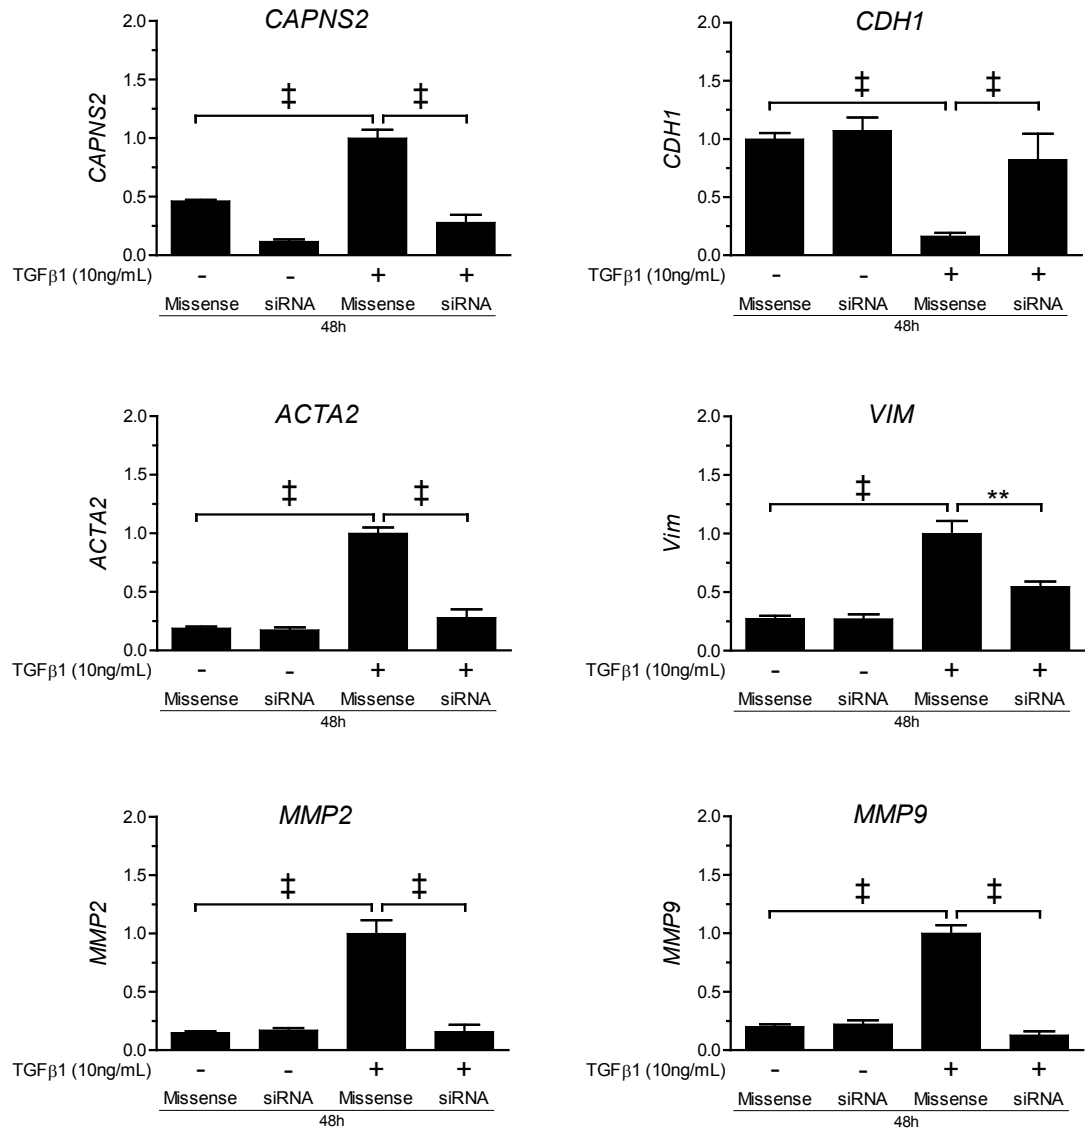 CAPNS2
CAPNS2
2.0
1.5
1.0
0.5
0.0
‡ ‡
TGFβ1 (10ng/mL) - - + +
Missense siRNA Missense siRNA
48h
CDH1
CDH1
2.0
1.5
1.0
0.5
0.0
‡ ‡
TGFβ1 (10ng/mL) - - + +
Missense siRNA Missense siRNA
48h
ACTA2
ACTA2
2.0
1.5
1.0
0.5
0.0
‡ ‡
TGFβ1 (10ng/mL) - - + +
Missense siRNA Missense siRNA
48h
VIM
Vim
2.0
1.5
1.0
0.5
0.0
‡ **
TGFβ1 (10ng/mL) - - + +
Missense siRNA Missense siRNA
48h
MMP2
MMP2
2.0
1.5
1.0
0.5
0.0
‡ ‡
TGFβ1 (10ng/mL) - - + +
Missense siRNA Missense siRNA
48h
MMP9
MMP9
2.0
1.5
1.0
0.5
0.0
‡ ‡
TGFβ1 (10ng/mL) - - + +
Missense siRNA Missense siRNA
48h